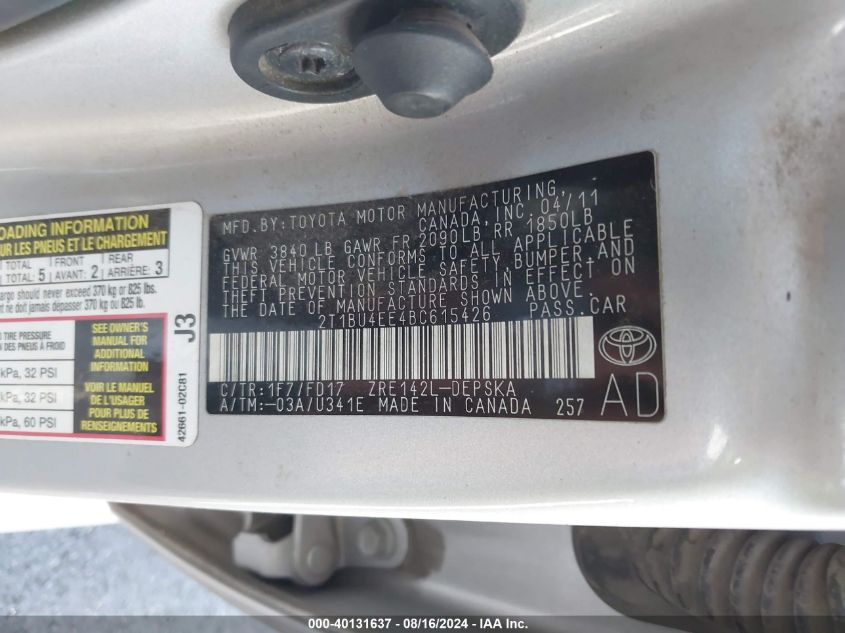 OADING INFORMATION
UR LES PNEUS ET LE CHARGEMENT
TOTAL FRONT REAR
TOTAL: 5 AVANT: 2 ARRIÈRE: 3
argo should never exceed 370 kg or 825 lbs.
ne doit jamais dépasser 370 kg ou 825 lb.
TIRE PRESSURE
DES PNEUS A FROID
kPa, 32 PSI
kPa, 32 PSI
kPa, 60 PSI
SEE OWNER'S
MANUAL FOR
ADDITIONAL
INFORMATION
VOIR LE MANUEL
DE L'USAGER
POUR PLUS DE
RENSEIGNEMENTS
J3
42661-02C81
MFD.BY:TOYOTA MOTOR MANUFACTURING,
CANADA,INC. 04/11
GVWR 3840 LB GAWR FR 2090LB,RR 1850LB
THIS VEHICLE CONFORMS TO ALL APPLICABLE
FEDERAL MOTOR VEHICLE SAFETY, BUMPER,AND
THEFT PREVENTION STANDARDS IN EFFECT ON
THE DATE OF MANUFACTURE SHOWN ABOVE.
2T1BU4EE4BC615426 PASS.CAR
C/TR:1F7/FD17 ZRE142L-DEPSKA
A/TM:-03A/U341E MADE IN CANADA 257
AD
000-40131637 - 08/16/2024 - IAA Inc.